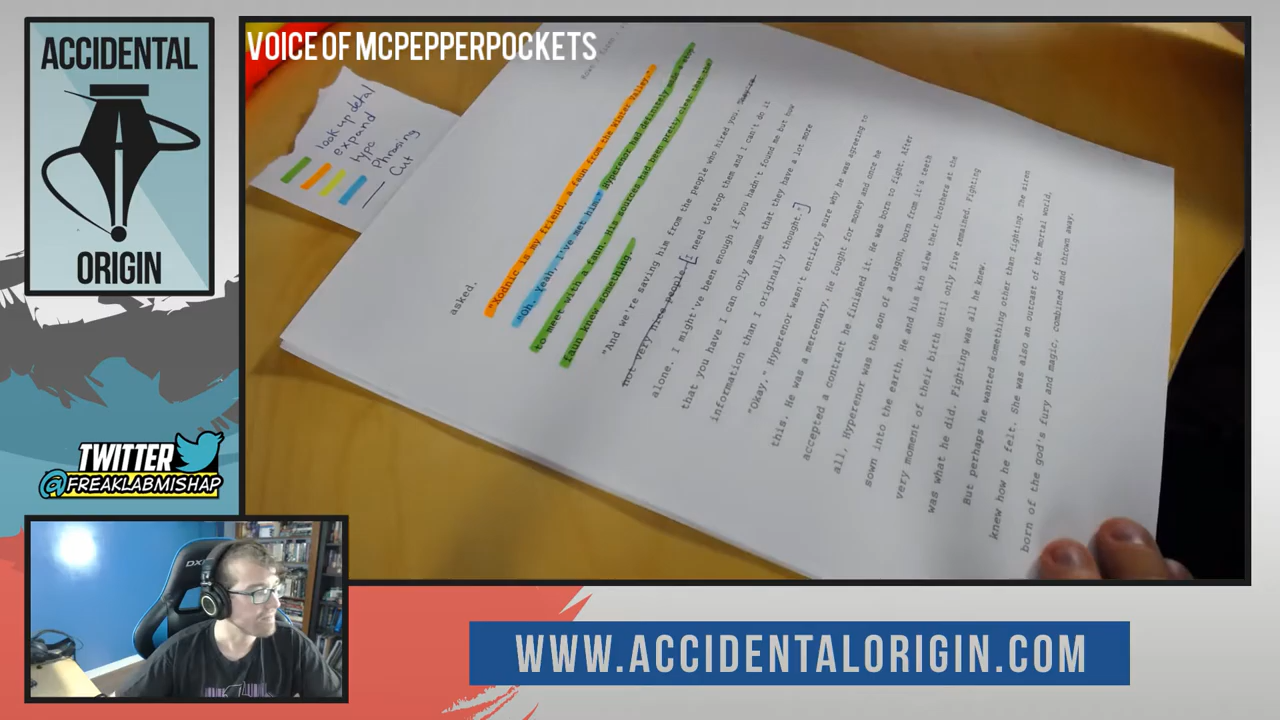 ACCIDENTAL
ORIGIN
VOICE OF MCPEPPERPOCKETS
look up detail
expand
typo
Phrasing
Cut
asked.
"Xodnic is my friend, a faun from the winter valley."
"Oh. Yeah, I've met him." Hyperenor had definitely
to meet with a faun. His sources had been pretty clear that the
faun knew something.
"And we're saving him from the people who hired you.
not very nice people. [I need to stop them and I can't do it
alone. I might've been enough if you hadn't found me but now
that you have I can only assume that they have a lot more
information than I originally thought."]
"Okay." Hyperenor wasn't entirely sure why he was agreeing to
this. He was a mercenary. He fought for money and once he
accepted a contract he finished it. He was born to fight. After
all, Hyperenor was the son of a dragon, born from it's teeth
sown into the earth. He and his kin slew their brothers at the
very moment of their birth until only five remained. Fighting
was what he did. Fighting was all he knew.
But perhaps he wanted something other than fighting. The siren
knew how he felt. She was also an outcast of the mortal world,
born of the god's fury and magic, combined and thrown away.
TWITTER
@FREAKLABMISHAP
WWW.ACCIDENTALORIGIN.COM